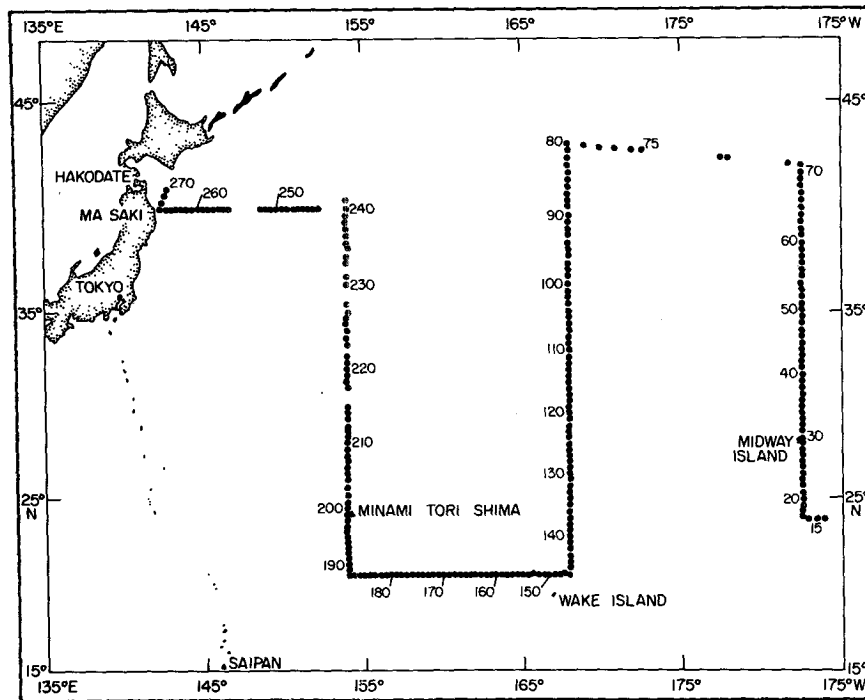 135°E 145° 155° 165° 175° 175°W
45° 45°
80 75 70
HAKODATE
270 260 250 240
MA SAKI
90
60
TOKYO
230 100
35° 50 35°
110
220 40
120
210 30
MIDWAY
ISLAND
130
25° 200 MINAMI TORI SHIMA 20 25°
N N
140 15
190
180 170 160 150
WAKE ISLAND
SAIPAN
15° 15°
135°E 145° 155° 165° 175° 175°W